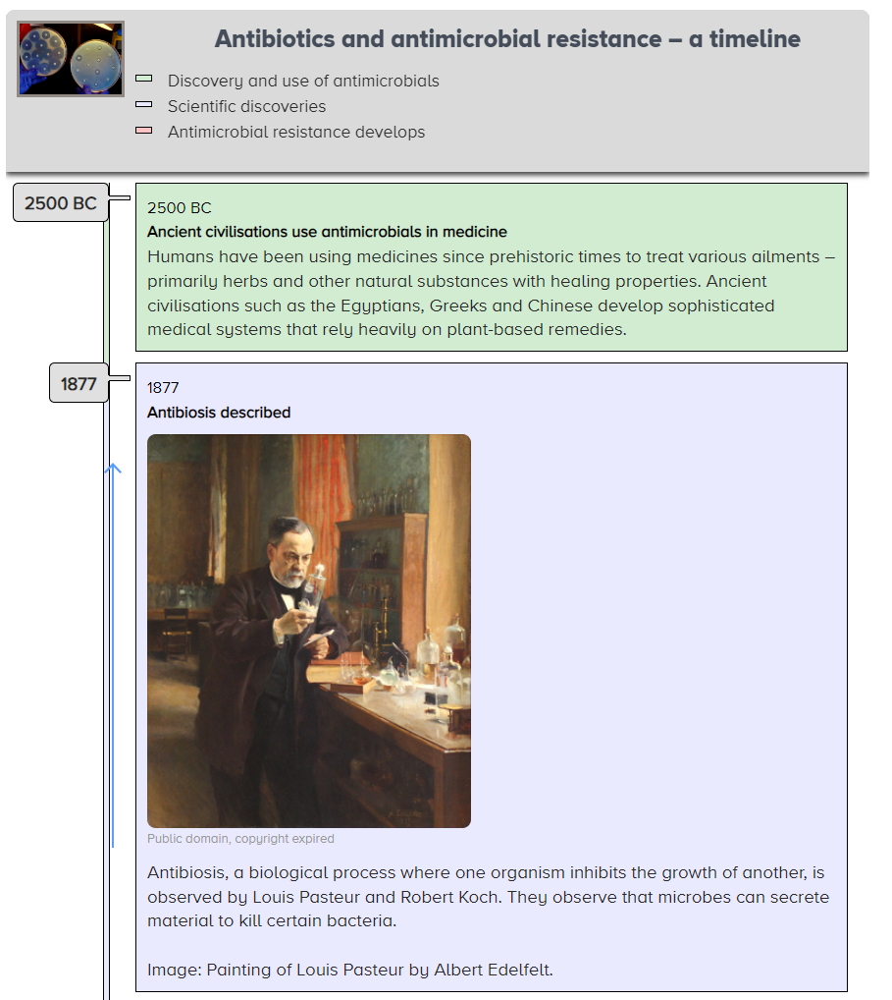 Antibiotics and antimicrobial resistance – a timeline
Discovery and use of antimicrobials
Scientific discoveries
Antimicrobial resistance develops
2500 BC
2500 BC
Ancient civilisations use antimicrobials in medicine
Humans have been using medicines since prehistoric times to treat various ailments –
primarily herbs and other natural substances with healing properties. Ancient
civilisations such as the Egyptians, Greeks and Chinese develop sophisticated
medical systems that rely heavily on plant-based remedies.
1877
1877
Antibiosis described
Public domain, copyright expired
Antibiosis, a biological process where one organism inhibits the growth of another, is
observed by Louis Pasteur and Robert Koch. They observe that microbes can secrete
material to kill certain bacteria.
Image: Painting of Louis Pasteur by Albert Edelfelt.